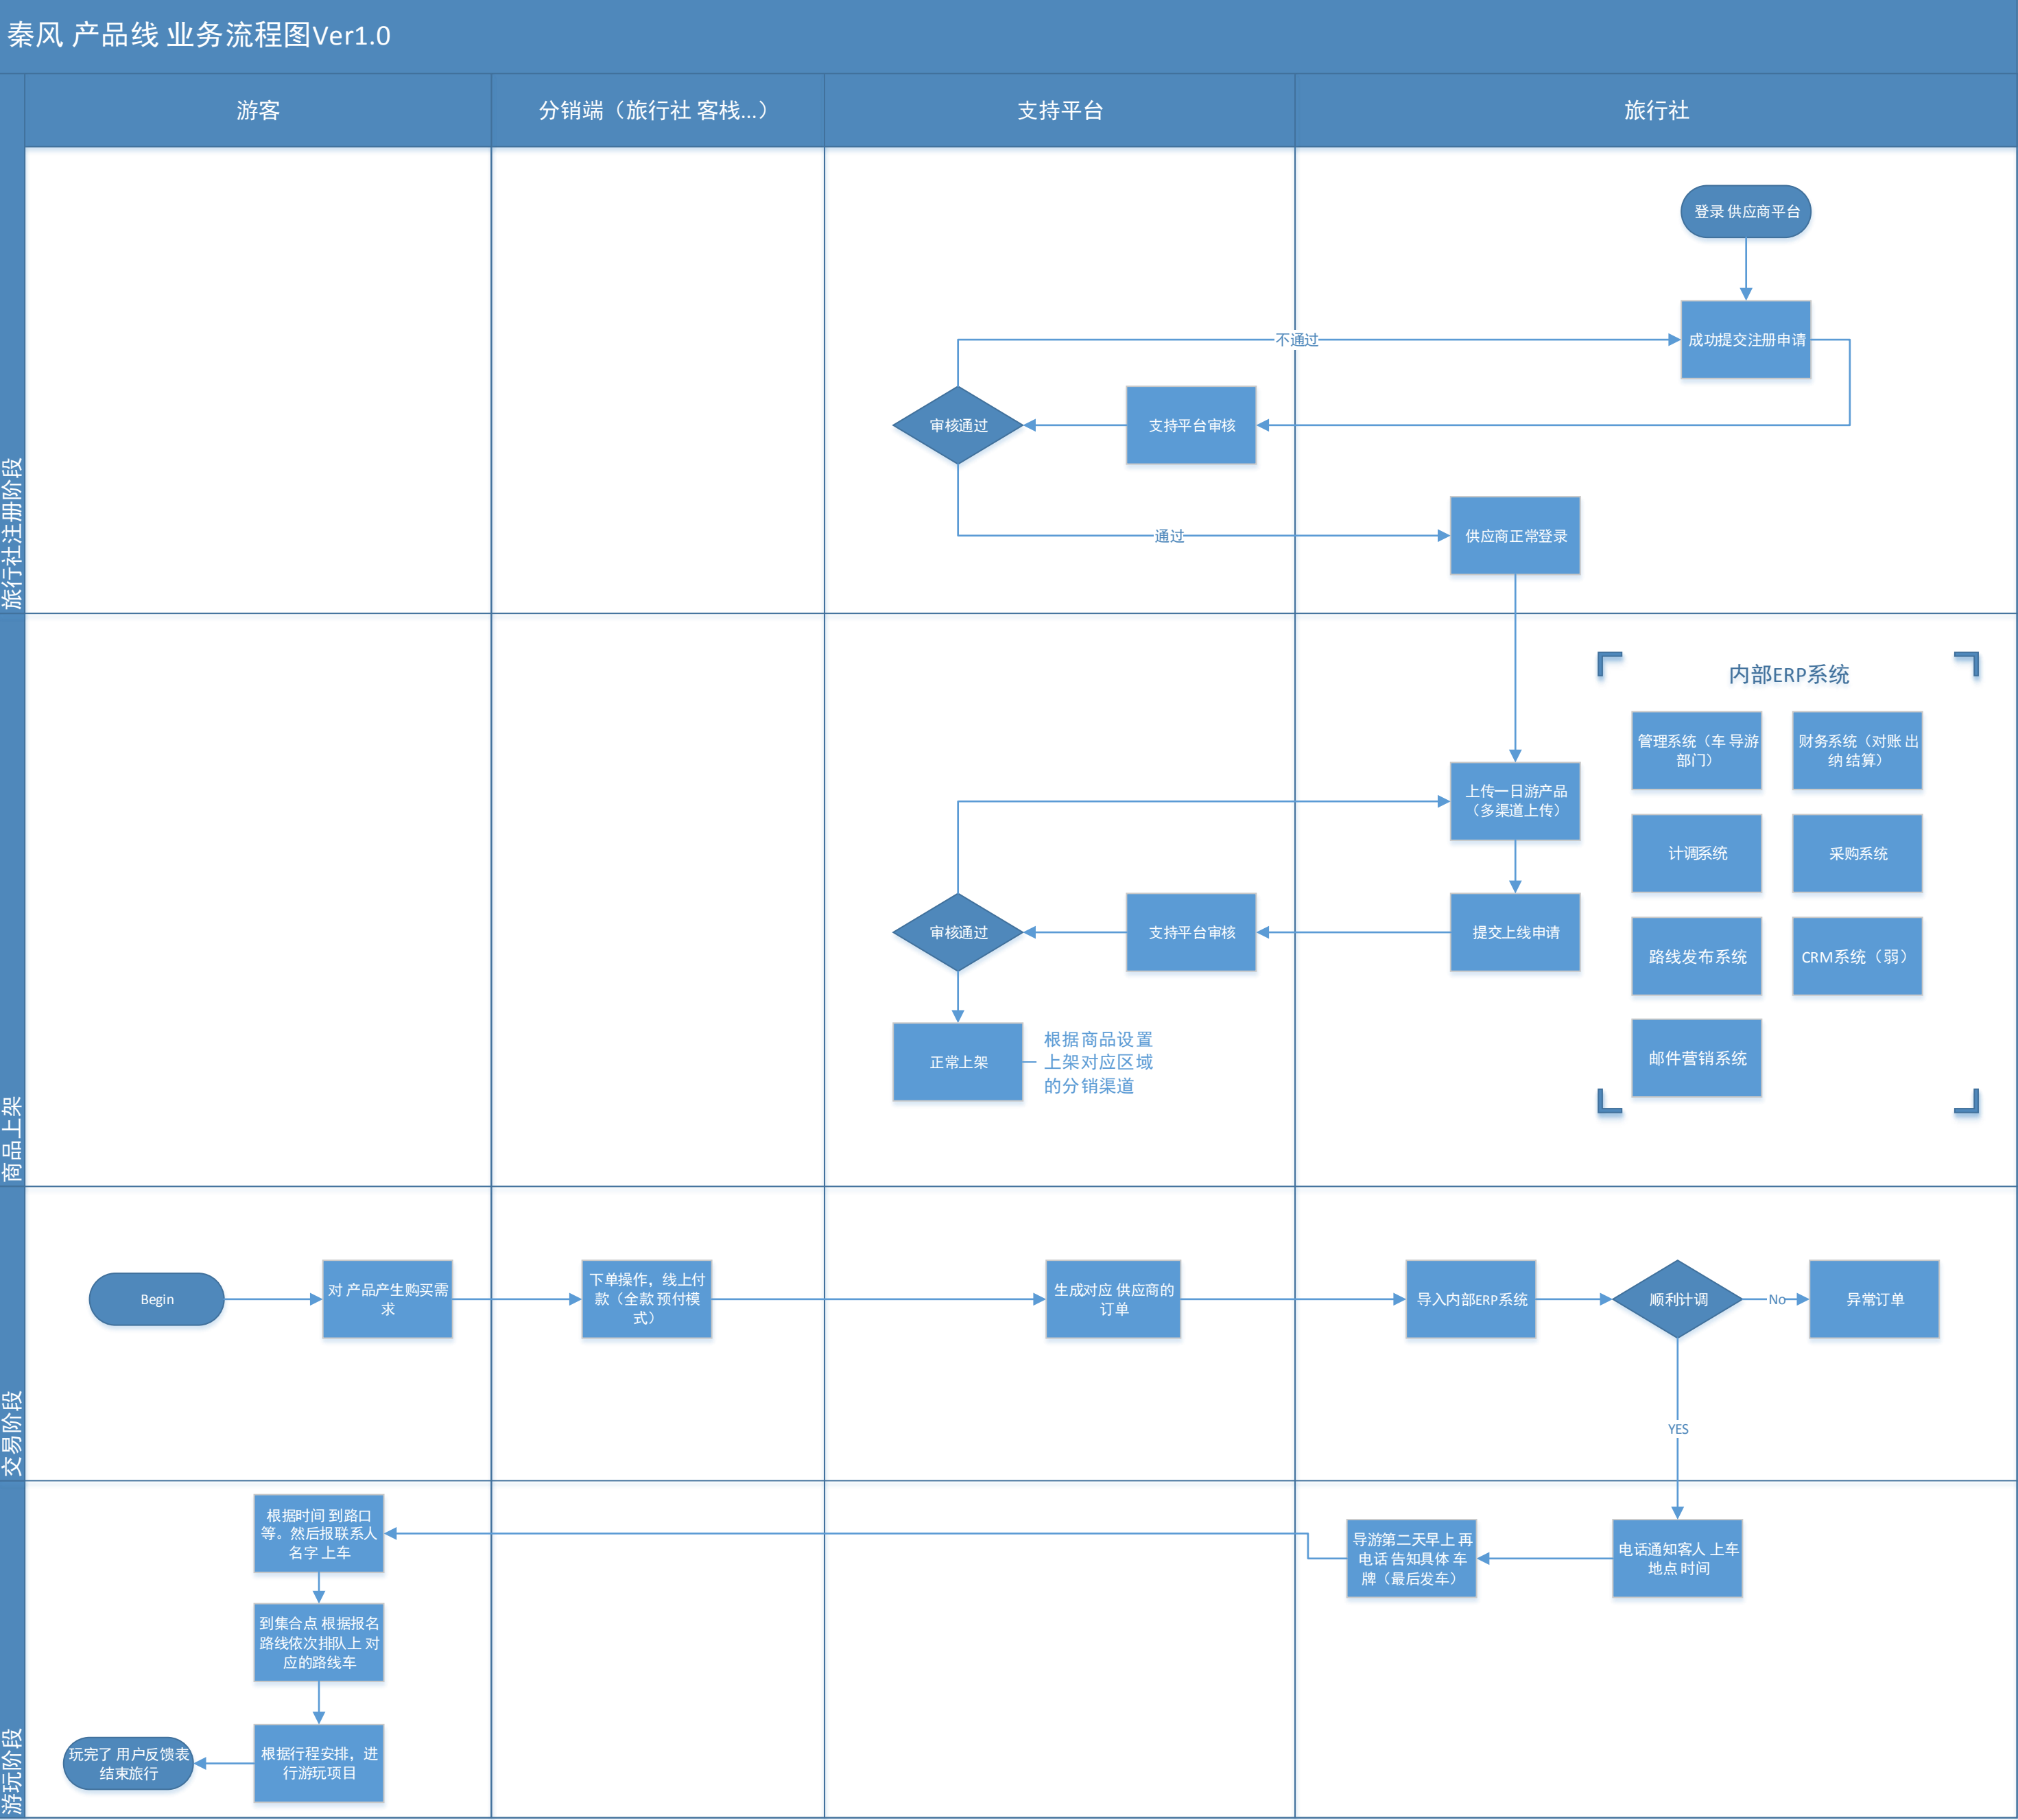 秦风 产品线 业务流程图Ver1.0
游客
分销端（旅行社 客栈...）
支持平台
旅行社
旅行社注册阶段
登录 供应商平台
不通过
成功提交注册申请
审核通过
支持平台审核
通过
供应商正常登录
商品上架
内部ERP系统
管理系统（车 导游
部门）
财务系统（对账 出
纳 结算）
上传一日游产品
（多渠道上传）
计调系统
采购系统
审核通过
支持平台审核
提交上线申请
路线发布系统
CRM系统（弱）
正常上架
根据商品设置
上架对应区域
的分销渠道
邮件营销系统
交易阶段
Begin
对 产品产生购买需
求
下单操作，线上付
款（全款 预付模
式）
生成对应 供应商的
订单
导入内部ERP系统
顺利计调
No
异常订单
YES
游玩阶段
根据时间 到路口
等。然后报联系人
名字 上车
导游第二天早上 再
电话 告知具体 车
牌（最后发车）
电话通知客人 上车
地点 时间
到集合点 根据报名
路线依次排队上 对
应的路线车
玩完了 用户反馈表
结束旅行
根据行程安排，进
行游玩项目